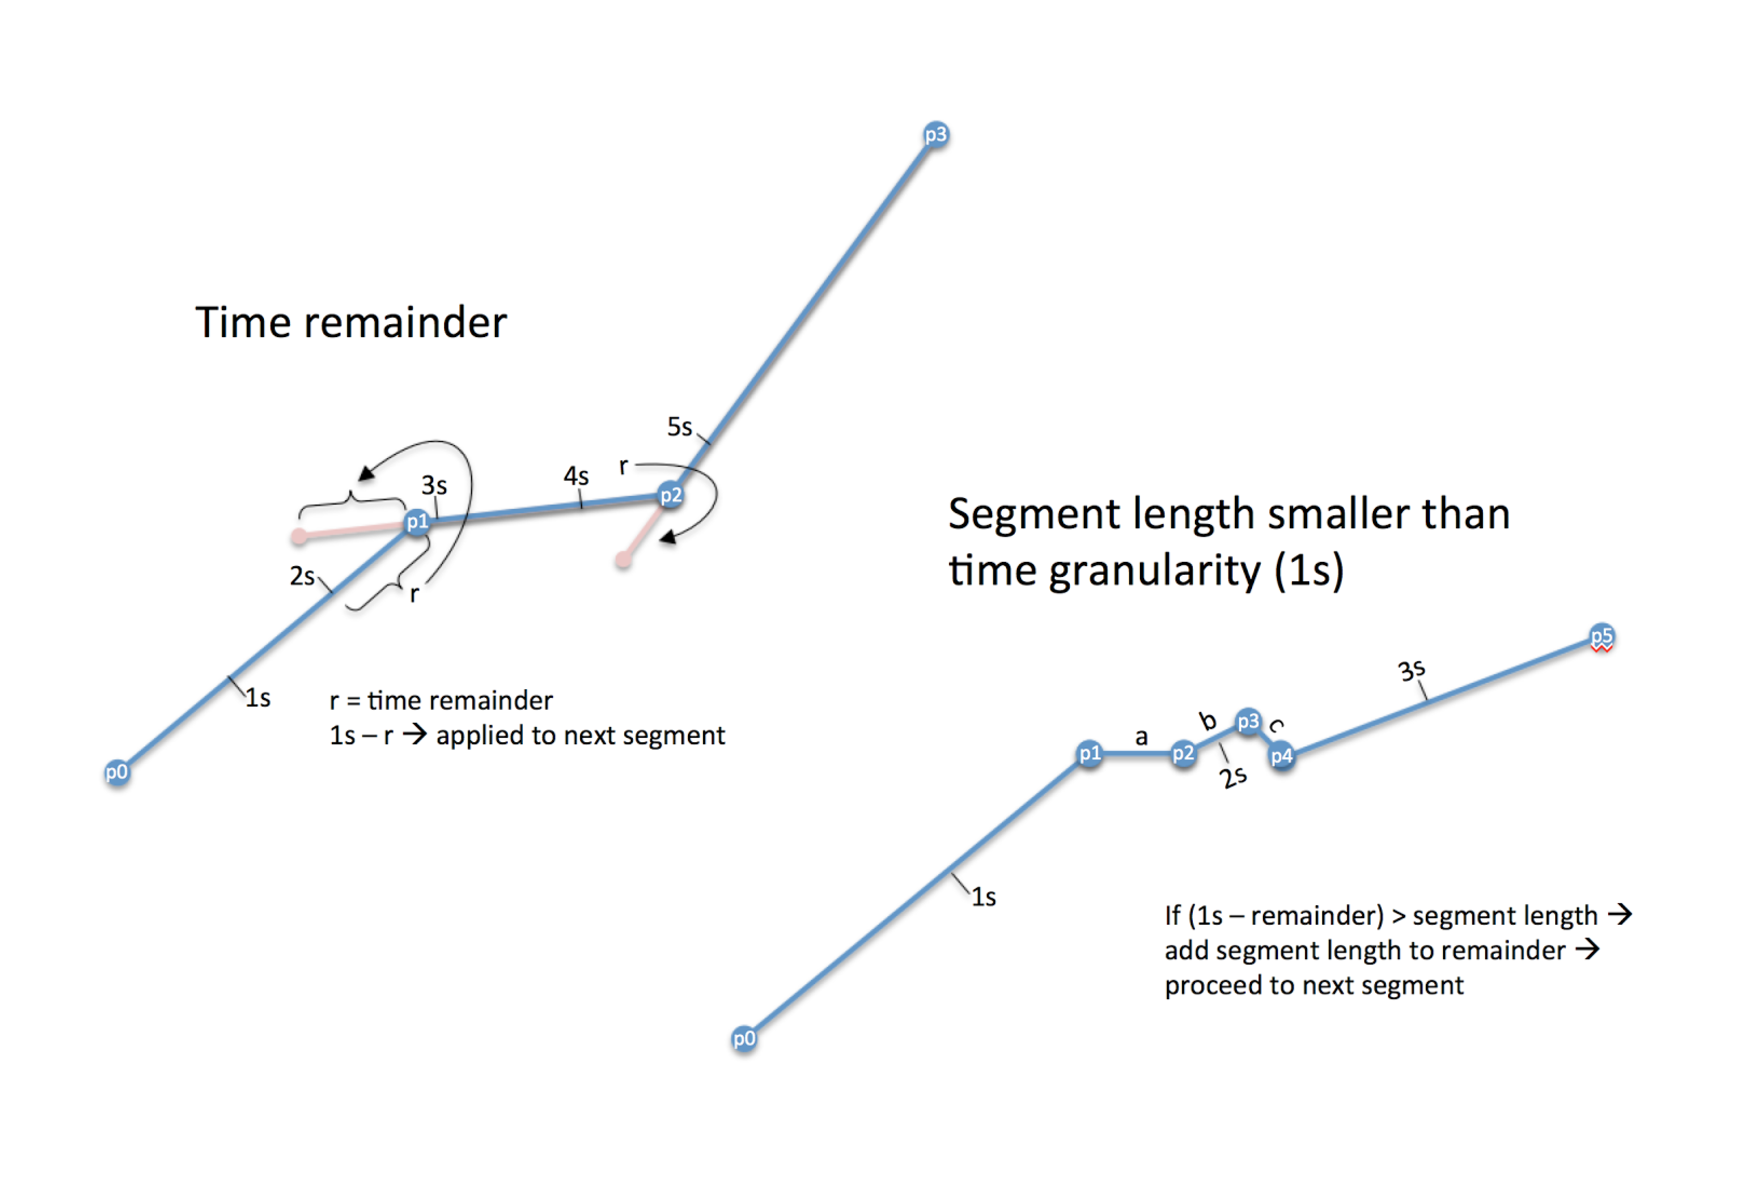 p3
Time remainder
5s
r
4s
3s
p2
p1
2s
r
1s
r = time remainder
1s – r → applied to next segment
p0
Segment length smaller than
time granularity (1s)
p5
3s
b
p3
c
a
p1
p2
p4
2s
1s
If (1s – remainder) > segment length →
add segment length to remainder →
proceed to next segment
p0